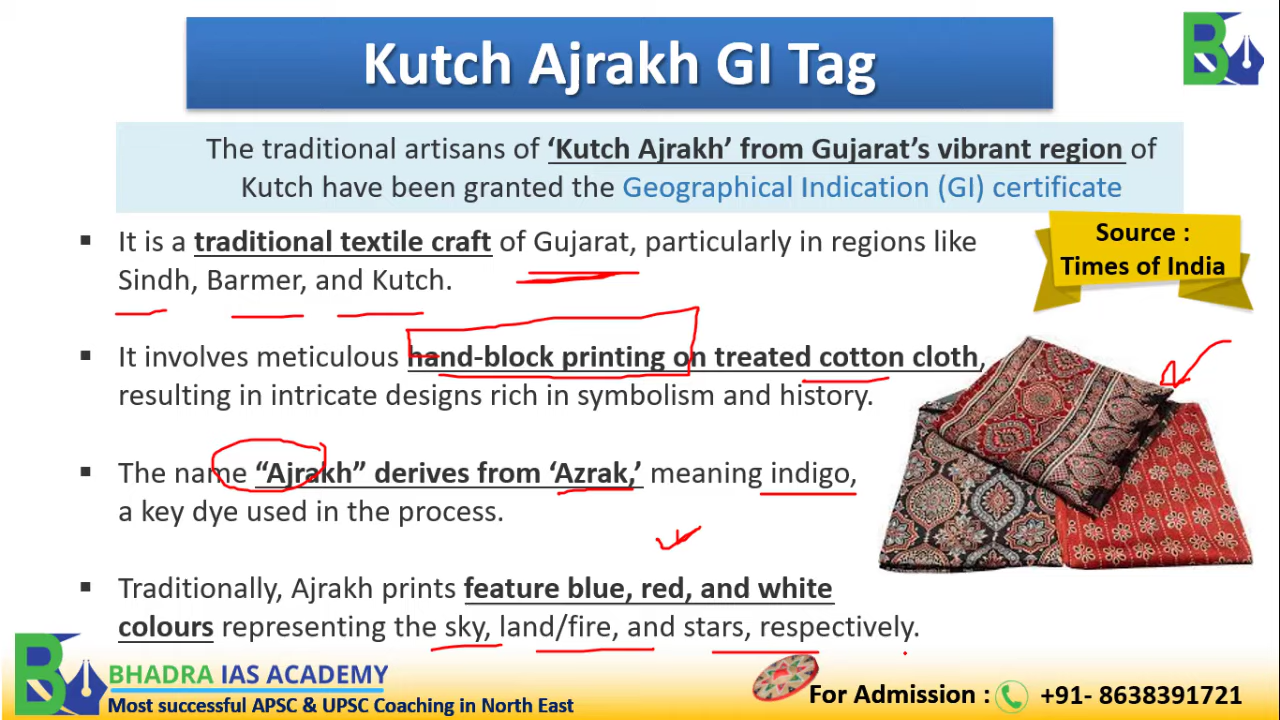 Kutch Ajrakh GI Tag
The traditional artisans of ‘Kutch Ajrakh’ from Gujarat’s vibrant region of
Kutch have been granted the Geographical Indication (GI) certificate
▪ It is a traditional textile craft of Gujarat, particularly in regions like
Sindh, Barmer, and Kutch.
Source :
Times of India
▪ It involves meticulous hand-block printing on treated cotton cloth,
resulting in intricate designs rich in symbolism and history.
▪ The name “Ajrakh” derives from ‘Azrak,’ meaning indigo,
a key dye used in the process.
▪ Traditionally, Ajrakh prints feature blue, red, and white
colours representing the sky, land/fire, and stars, respectively.
BHADRA IAS ACADEMY
Most successful APSC & UPSC Coaching in North East
For Admission : +91- 8638391721